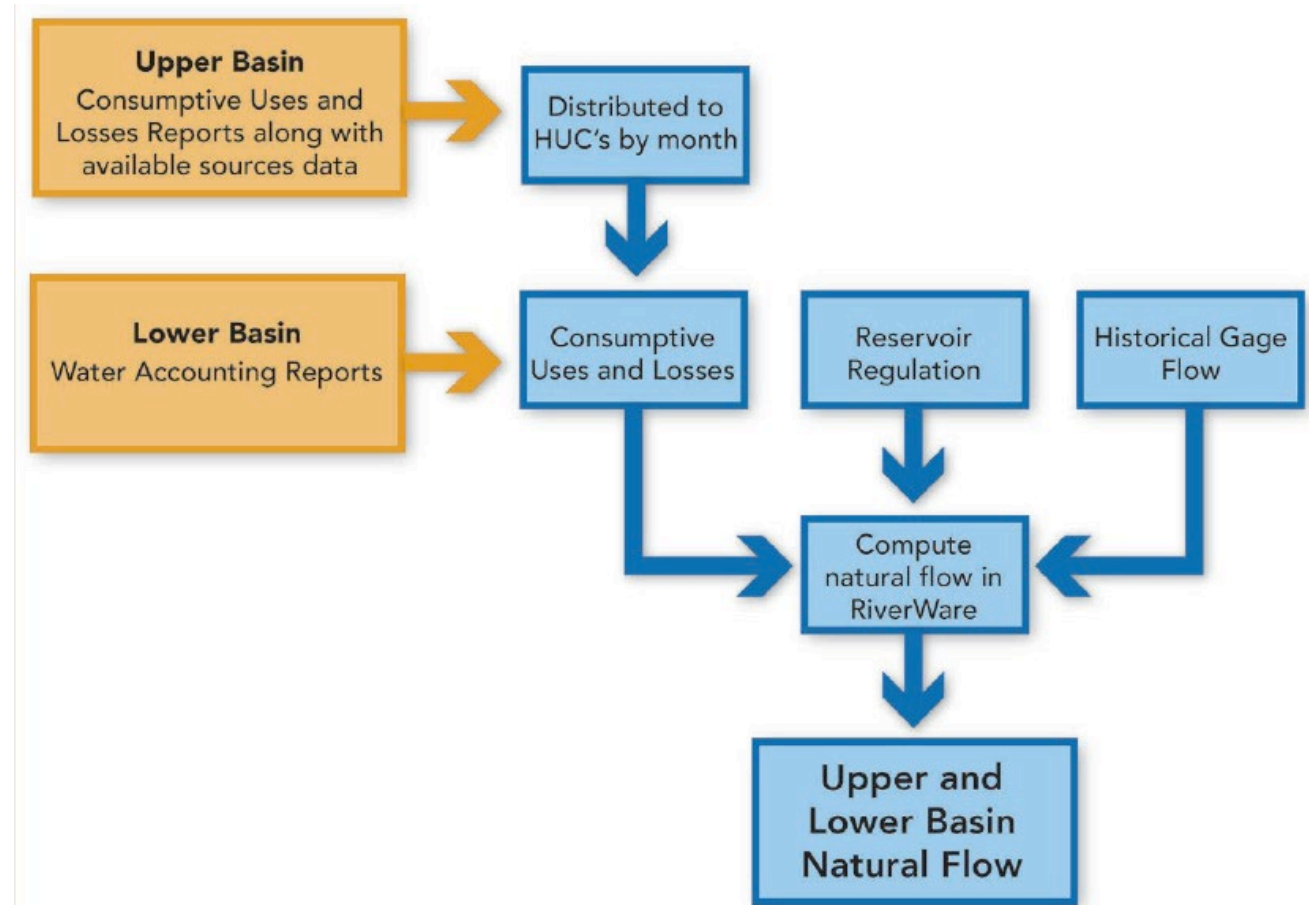 Upper Basin
Consumptive Uses and
Losses Reports along with
available sources data
Distributed to
HUC's by month
Lower Basin
Water Accounting Reports
Consumptive
Uses and Losses
Reservoir
Regulation
Historical Gage
Flow
Compute
natural flow in
RiverWare
Upper and
Lower Basin
Natural Flow